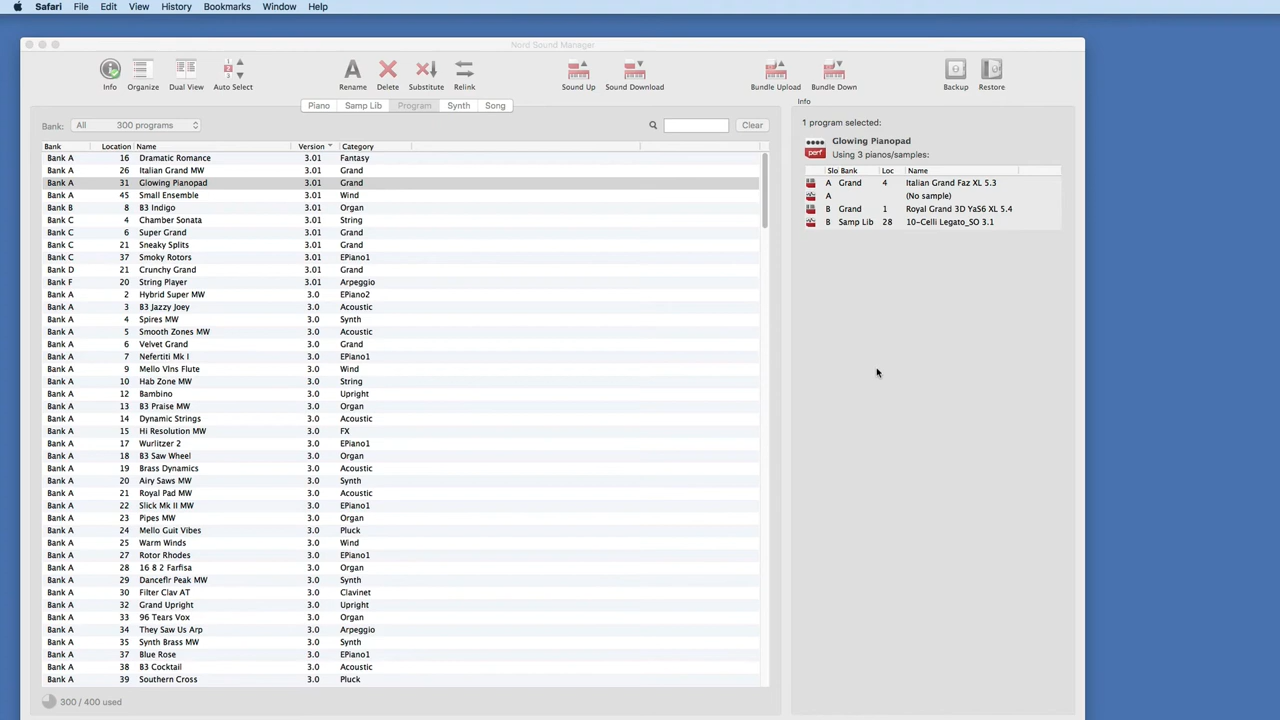 Safari File Edit View History Bookmarks Window Help
Nord Sound Manager
Info Organize Dual View Auto Select Rename Delete Substitute Relink Sound Up Sound Download Bundle Upload Bundle Down Backup Restore
Piano Samp Lib Program Synth Song
Bank: All 300 programs Clear
Bank Location Name Version Category
Bank A 16 Dramatic Romance 3.01 Fantasy
Bank A 26 Italian Grand MW 3.01 Grand
Bank A 31 Glowing Pianopad 3.01 Grand
Bank A 45 Small Ensemble 3.01 Wind
Bank B 8 B3 Indigo 3.01 Organ
Bank C 4 Chamber Sonata 3.01 String
Bank C 6 Super Grand 3.01 Grand
Bank C 21 Sneaky Splits 3.01 Grand
Bank C 37 Smoky Rotors 3.01 EPiano1
Bank D 21 Crunchy Grand 3.01 Grand
Bank F 20 String Player 3.01 Arpeggio
Bank A 2 Hybrid Super MW 3.0 EPiano2
Bank A 3 B3 Jazzy Joey 3.0 Acoustic
Bank A 4 Spires MW 3.0 Synth
Bank A 5 Smooth Zones MW 3.0 Acoustic
Bank A 6 Velvet Grand 3.0 Grand
Bank A 7 Nefertiti Mk I 3.0 EPiano1
Bank A 9 Mello Vlns Flute 3.0 Wind
Bank A 10 Hab Zone MW 3.0 String
Bank A 12 Bambino 3.0 Upright
Bank A 13 B3 Praise MW 3.0 Organ
Bank A 14 Dynamic Strings 3.0 Acoustic
Bank A 15 Hi Resolution MW 3.0 FX
Bank A 17 Wurlitzer 2 3.0 EPiano1
Bank A 18 B3 Saw Wheel 3.0 Organ
Bank A 19 Brass Dynamics 3.0 Acoustic
Bank A 20 Airy Saws MW 3.0 Synth
Bank A 21 Royal Pad MW 3.0 Acoustic
Bank A 22 Slick Mk II MW 3.0 EPiano1
Bank A 23 Pipes MW 3.0 Organ
Bank A 24 Mello Guit Vibes 3.0 Pluck
Bank A 25 Warm Winds 3.0 Wind
Bank A 27 Rotor Rhodes 3.0 EPiano1
Bank A 28 16 8 2 Farfisa 3.0 Organ
Bank A 29 Danceflr Peak MW 3.0 Synth
Bank A 30 Filter Clav AT 3.0 Clavinet
Bank A 32 Grand Upright 3.0 Upright
Bank A 33 96 Tears Vox 3.0 Organ
Bank A 34 They Saw Us Arp 3.0 Arpeggio
Bank A 35 Synth Brass MW 3.0 Synth
Bank A 37 Blue Rose 3.0 EPiano1
Bank A 38 B3 Cocktail 3.0 Acoustic
Bank A 39 Southern Cross 3.0 Pluck
300 / 400 used
Info
1 program selected:
Glowing Pianopad
perf Using 3 pianos/samples:
Slo Bank Loc Name
A Grand 4 Italian Grand Faz XL 5.3
A (No sample)
B Grand 1 Royal Grand 3D YaS6 XL 5.4
B Samp Lib 28 10-Celli Legato_SO 3.1